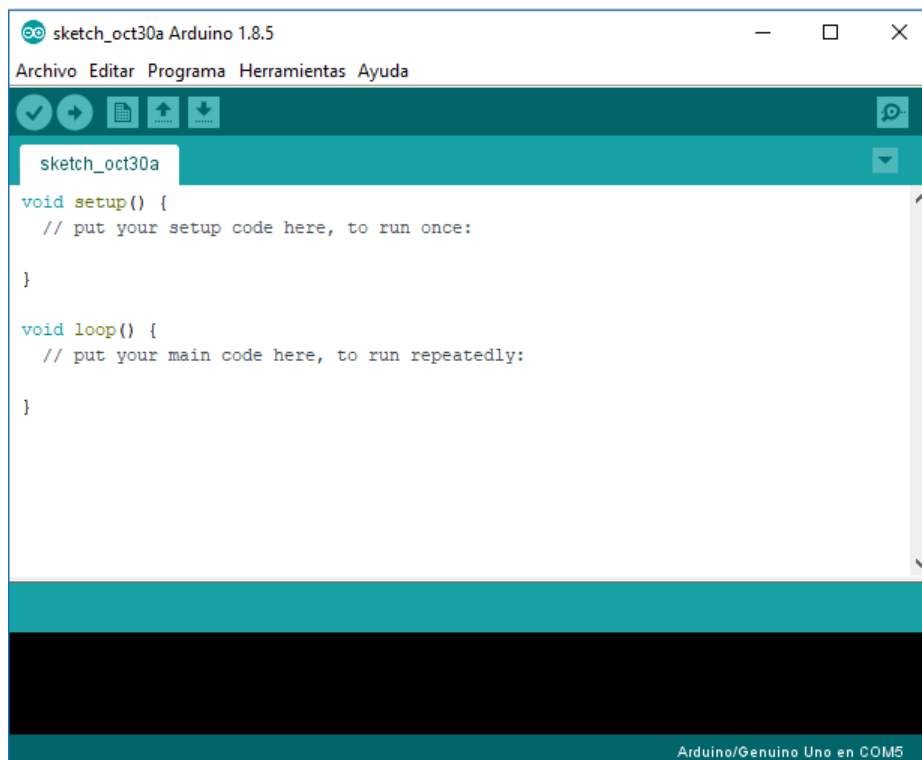 sketch_oct30a Arduino 1.8.5
Archivo Editar Programa Herramientas Ayuda
sketch_oct30a
void setup() {
  // put your setup code here, to run once:
}
void loop() {
  // put your main code here, to run repeatedly:
}
Arduino/Genuino Uno en COM5